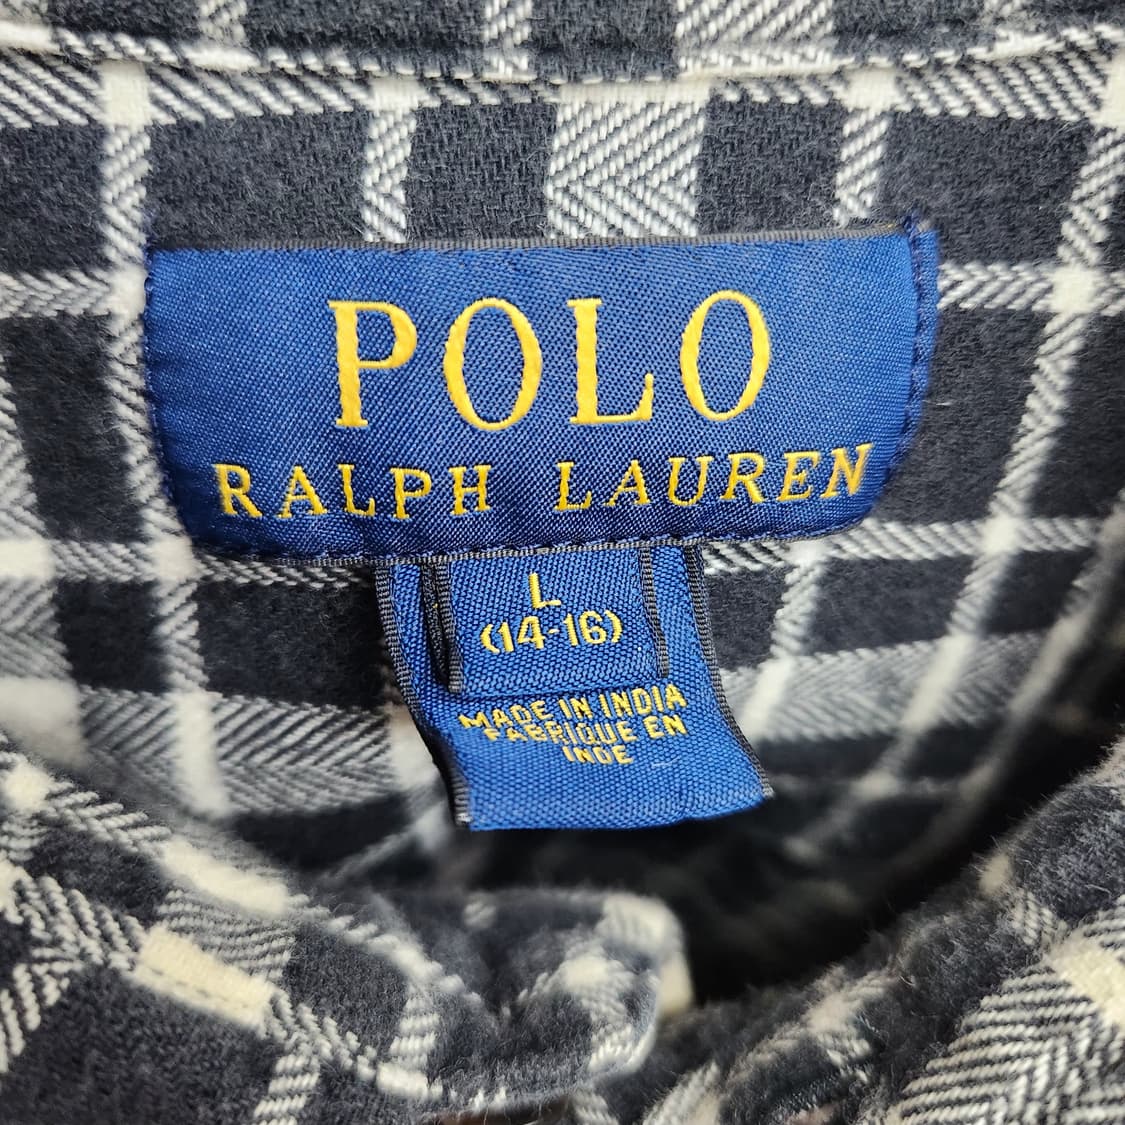 POLO
RALPH LAUREN
L
(14-16)
MADE IN INDIA
FABRIQUE EN
INDE